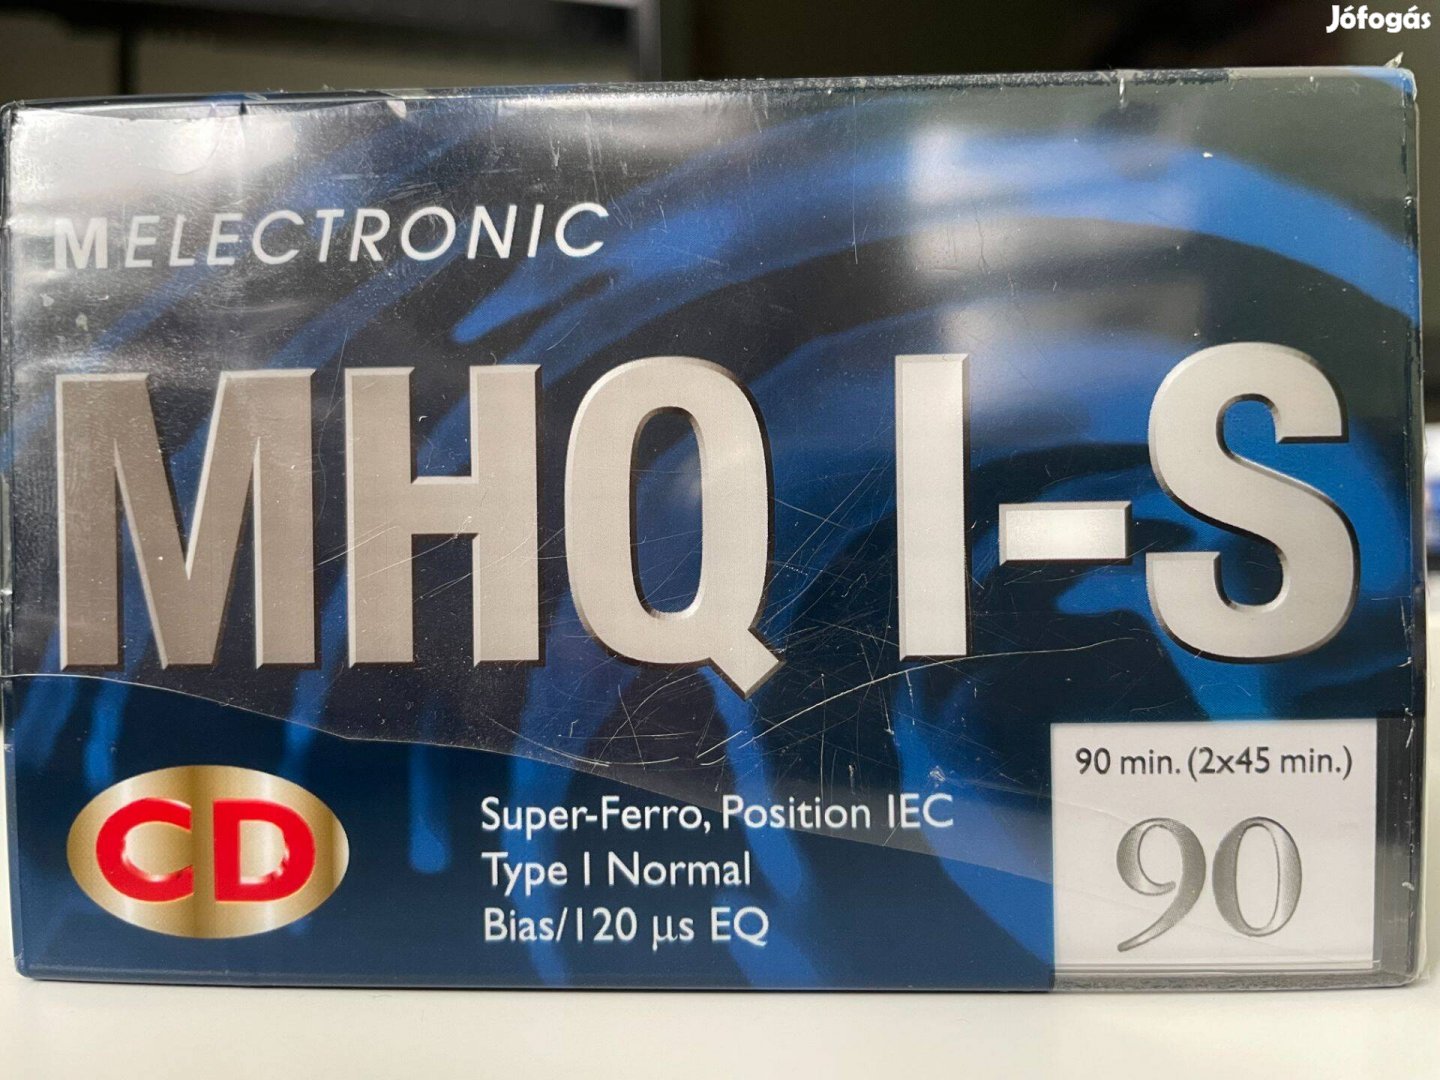 Jófogás
MELECTRONIC
MHQ I-S
90 min. (2x45 min.)
90
CD
Super-Ferro, Position IEC
Type I Normal
Bias/120 µs EQ